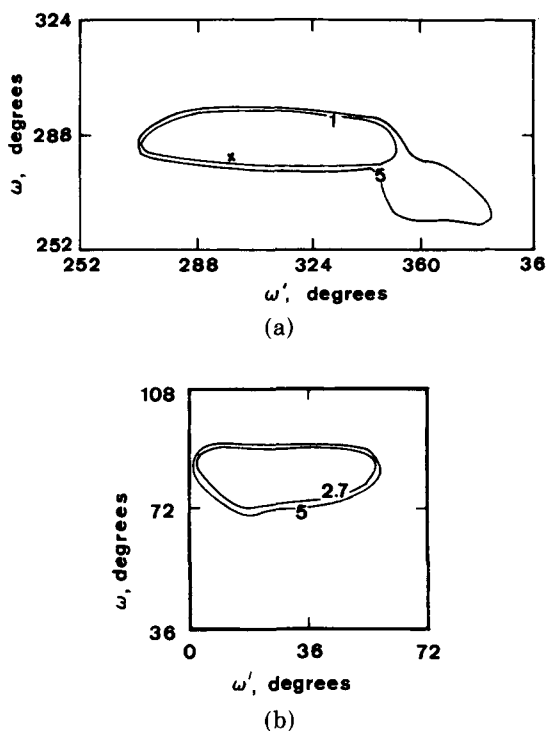 324
288
252
ω, degrees
1
x
5
252 288 324 360 36
ω', degrees
(a)
108
72
36
ω, degrees
2.7
5
0 36 72
ω', degrees
(b)